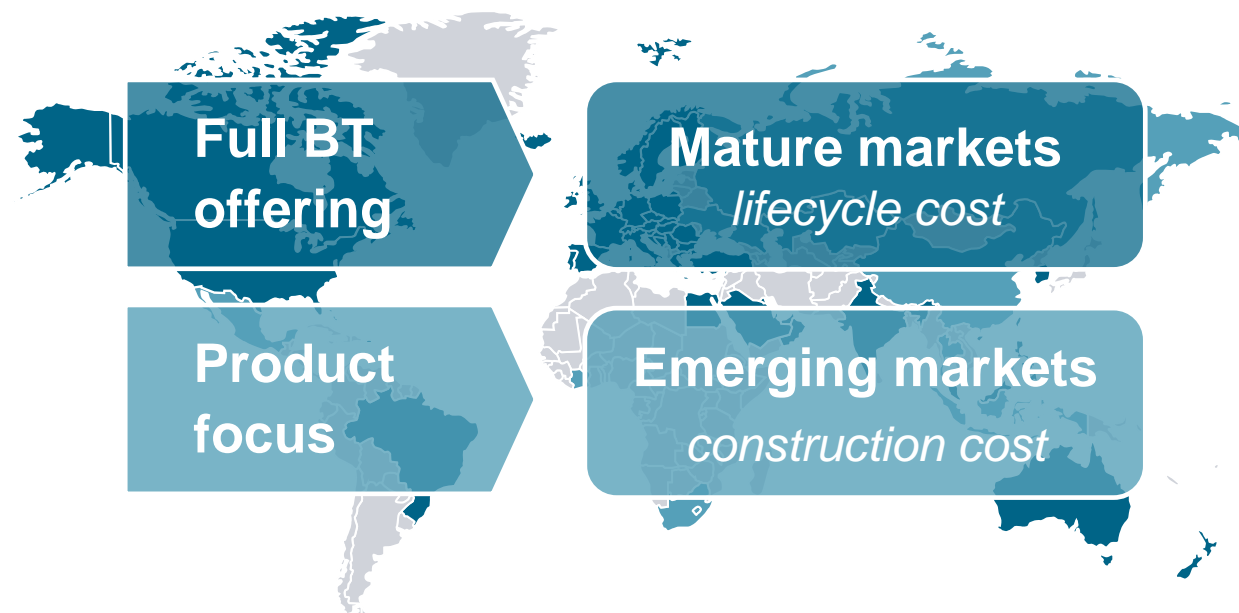 Full BT
offering
Mature markets
lifecycle cost
Product
focus
Emerging markets
construction cost